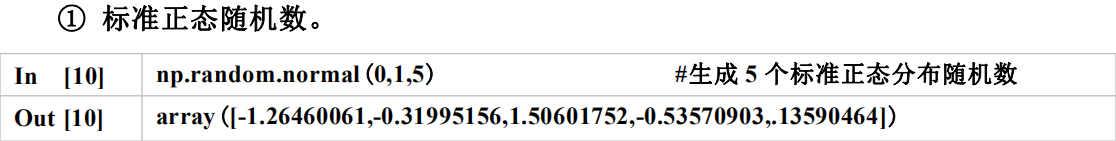 ① 标准正态随机数。
In [10] np.random.normal(0,1,5) #生成 5 个标准正态分布随机数
Out [10] array([-1.26460061,-0.31995156,1.50601752,-0.53570903,.13590464])